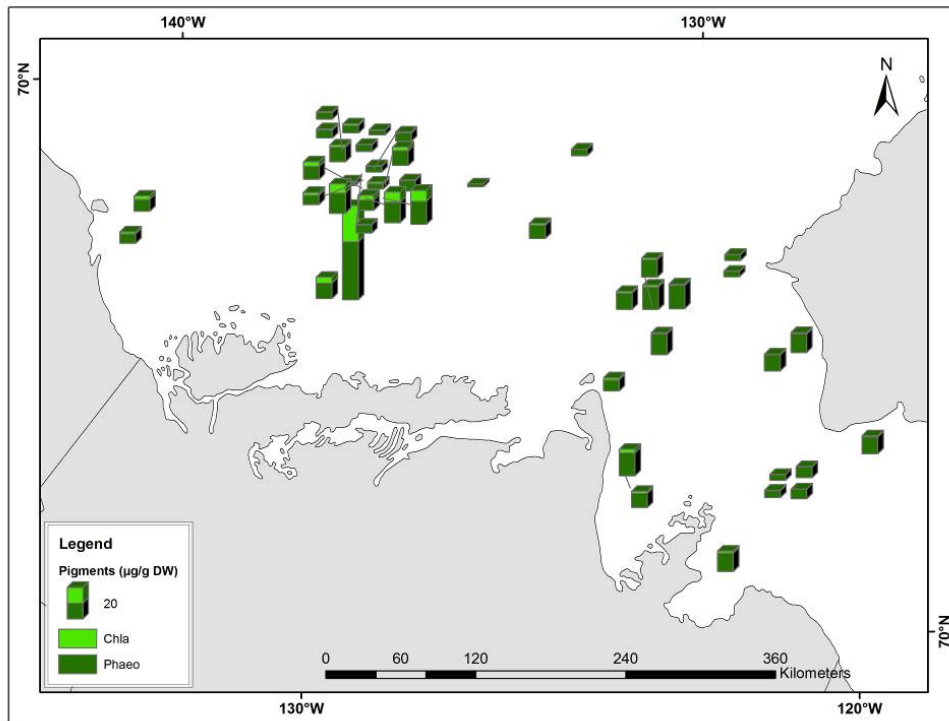 140°W 130°W
70°N
N
Legend
Pigments (µg/g DW)
20
Chla
Phaeo
0 60 120 240 360
Kilometers
70°N
130°W 120°W